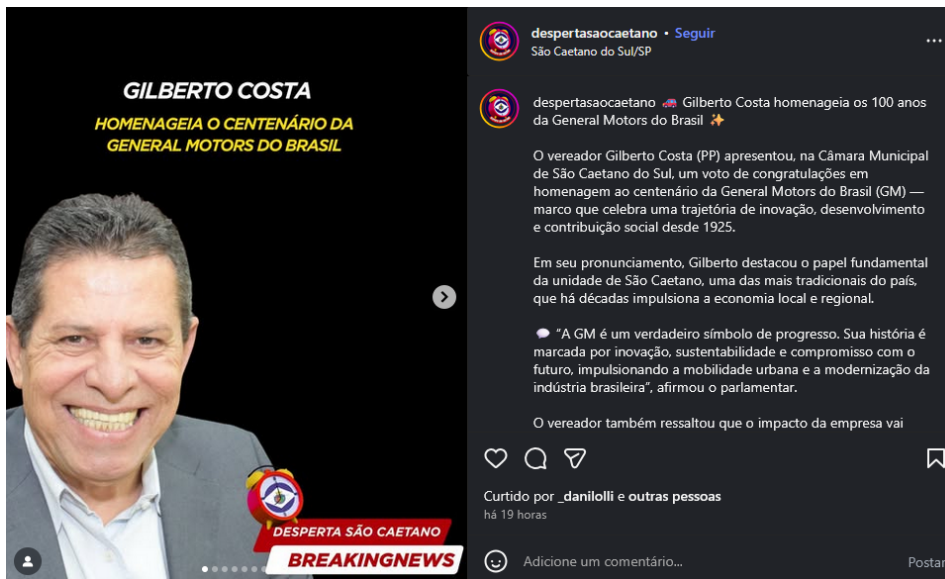 GILBERTO COSTA
HOMENAGEIA O CENTENÁRIO DA
GENERAL MOTORS DO BRASIL
DESPERTA SÃO CAETANO
BREAKINGNEWS
despertasaocaetano • Seguir
São Caetano do Sul/SP
despertasaocaetano 🚗 Gilberto Costa homenageia os 100 anos
da General Motors do Brasil ✨
O vereador Gilberto Costa (PP) apresentou, na Câmara Municipal
de São Caetano do Sul, um voto de congratulações em
homenagem ao centenário da General Motors do Brasil (GM) —
marco que celebra uma trajetória de inovação, desenvolvimento
e contribuição social desde 1925.
Em seu pronunciamento, Gilberto destacou o papel fundamental
da unidade de São Caetano, uma das mais tradicionais do país,
que há décadas impulsiona a economia local e regional.
💬 "A GM é um verdadeiro símbolo de progresso. Sua história é
marcada por inovação, sustentabilidade e compromisso com o
futuro, impulsionando a mobilidade urbana e a modernização da
indústria brasileira", afirmou o parlamentar.
O vereador também ressaltou que o impacto da empresa vai
Curtido por _danilolli e outras pessoas
há 19 horas
Adicione um comentário...
Postar